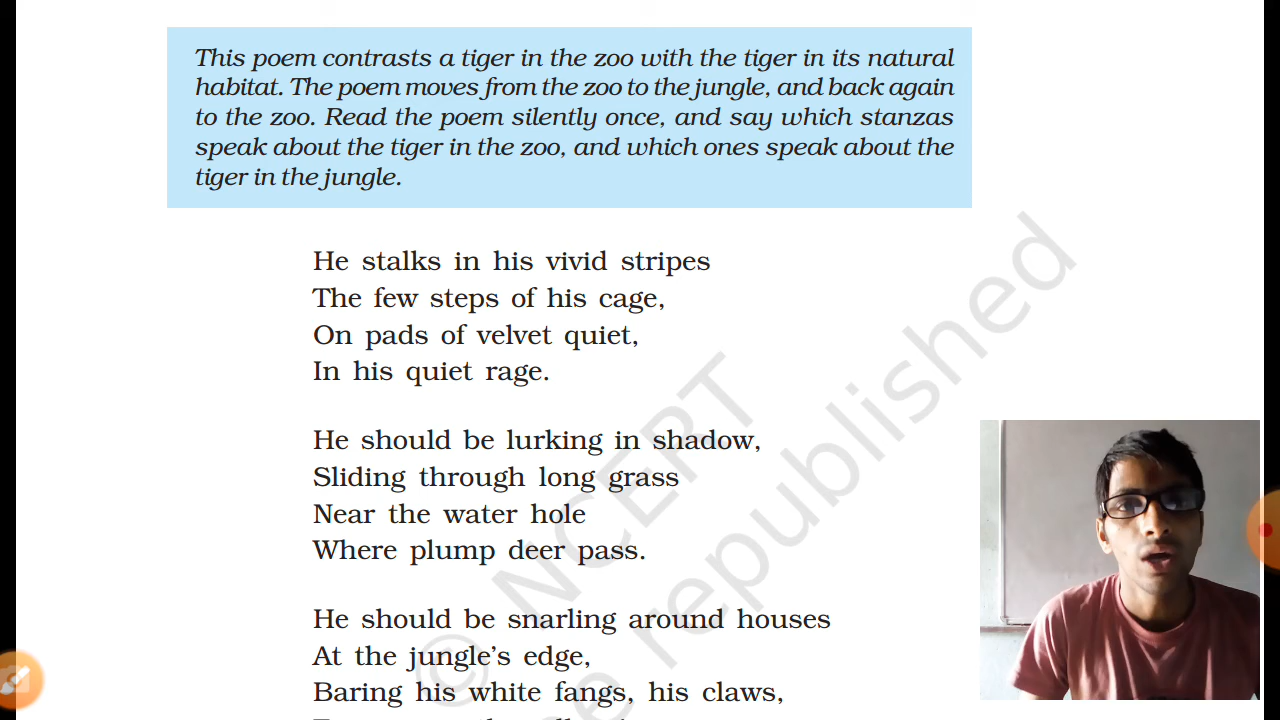 This poem contrasts a tiger in the zoo with the tiger in its natural
habitat. The poem moves from the zoo to the jungle, and back again
to the zoo. Read the poem silently once, and say which stanzas
speak about the tiger in the zoo, and which ones speak about the
tiger in the jungle.
He stalks in his vivid stripes
The few steps of his cage,
On pads of velvet quiet,
In his quiet rage.
He should be lurking in shadow,
Sliding through long grass
Near the water hole
Where plump deer pass.
He should be snarling around houses
At the jungle's edge,
Baring his white fangs, his claws,
© NCERT
republished